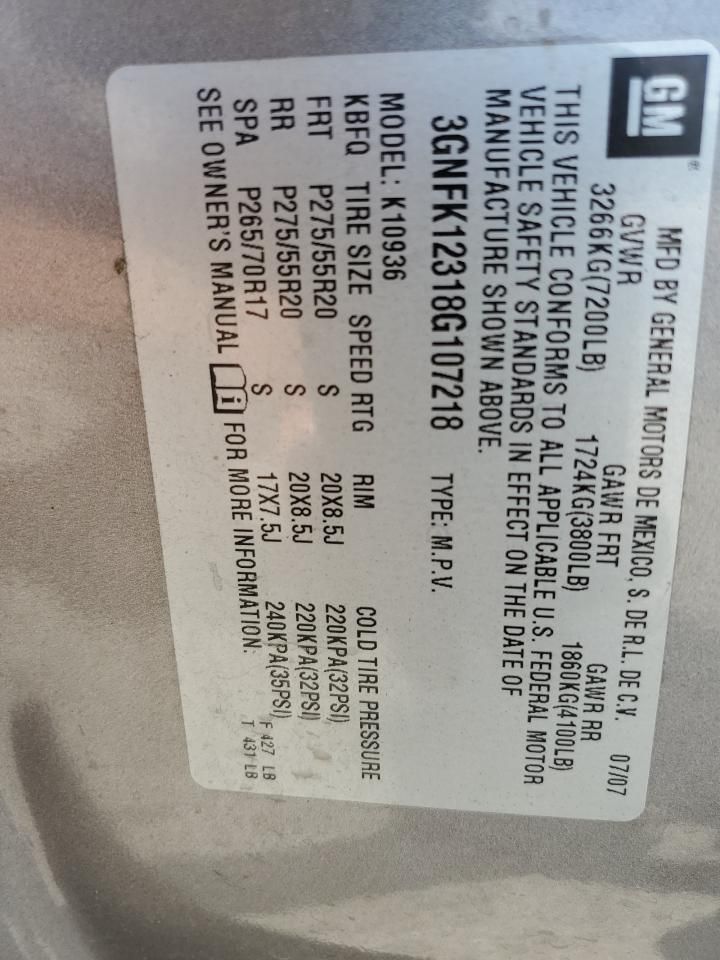 GM ®
MFD BY GENERAL MOTORS DE MEXICO, S. DE R.L. DE C.V. 07/07
GVWR GAWR FRT GAWR RR
3266KG(7200LB) 1724KG(3800LB) 1860KG(4100LB)
THIS VEHICLE CONFORMS TO ALL APPLICABLE U.S. FEDERAL MOTOR
VEHICLE SAFETY STANDARDS IN EFFECT ON THE DATE OF
MANUFACTURE SHOWN ABOVE.
3GNFK12318G107218 TYPE: M.P.V.
MODEL: K10936
KBFQ TIRE SIZE SPEED RTG RIM COLD TIRE PRESSURE
FRT P275/55R20 S 20X8.5J 220KPA(32PSI)
RR P275/55R20 S 20X8.5J 220KPA(32PSI)
SPA P265/70R17 S 17X7.5J 240KPA(35PSI)
SEE OWNER'S MANUAL i FOR MORE INFORMATION.
F 427 LB
T 431 LB